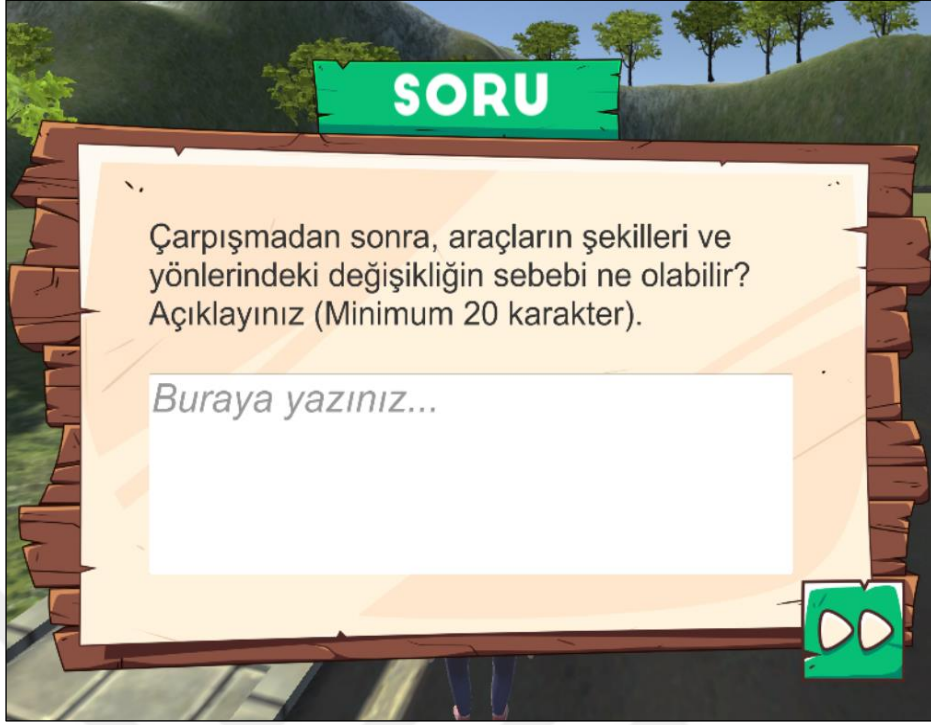 SORU
Çarpışmadan sonra, araçların şekilleri ve
yönlerindeki değişikliğin sebebi ne olabilir?
Açıklayınız (Minimum 20 karakter).
Buraya yazınız...